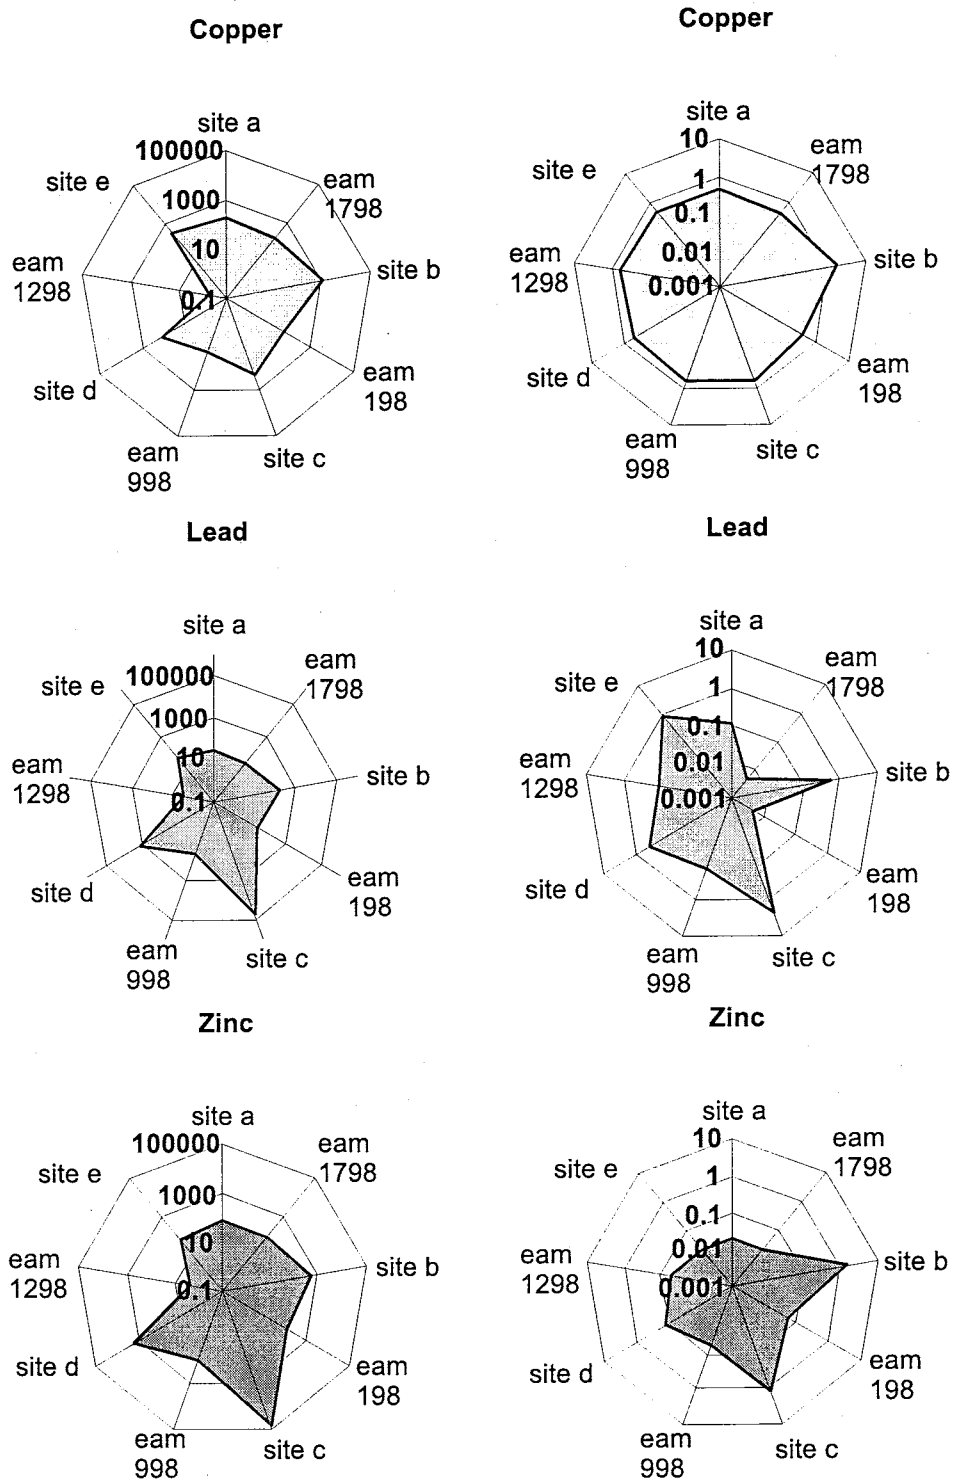 Copper
site a
100000
1000
10
0.1
eam
1798
site b
eam
198
site c
eam
998
site d
eam
1298
site e
Copper
site a
10
1
0.1
0.01
0.001
eam
1798
site b
eam
198
site c
eam
998
site d
eam
1298
site e
Lead
site a
100000
1000
10
0.1
eam
1798
site b
eam
198
site c
eam
998
site d
eam
1298
site e
Lead
site a
10
1
0.1
0.01
0.001
eam
1798
site b
eam
198
site c
eam
998
site d
eam
1298
site e
Zinc
site a
100000
1000
10
0.1
eam
1798
site b
eam
198
site c
eam
998
site d
eam
1298
site e
Zinc
site a
10
1
0.1
0.01
0.001
eam
1798
site b
eam
198
site c
eam
998
site d
eam
1298
site e